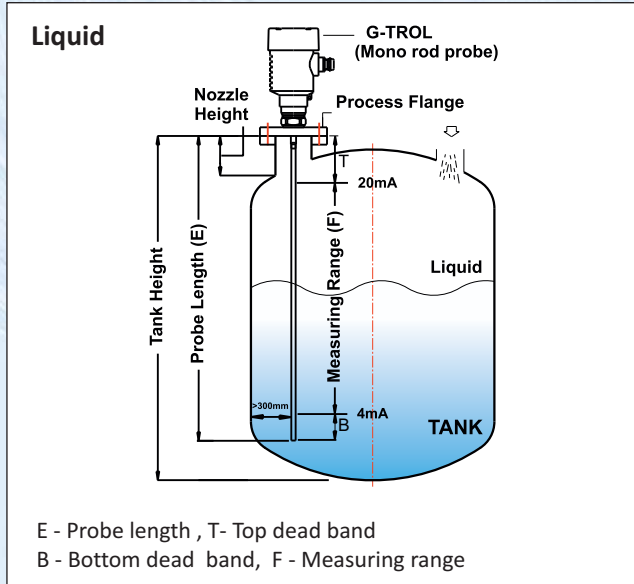 Liquid
G-TROL
(Mono rod probe)
Nozzle
Height
Process Flange
T
20mA
Tank Height
Probe Length (E)
Measuring Range (F)
Liquid
>300mm
4mA
B
TANK
E - Probe length , T- Top dead band
B - Bottom dead band, F - Measuring range